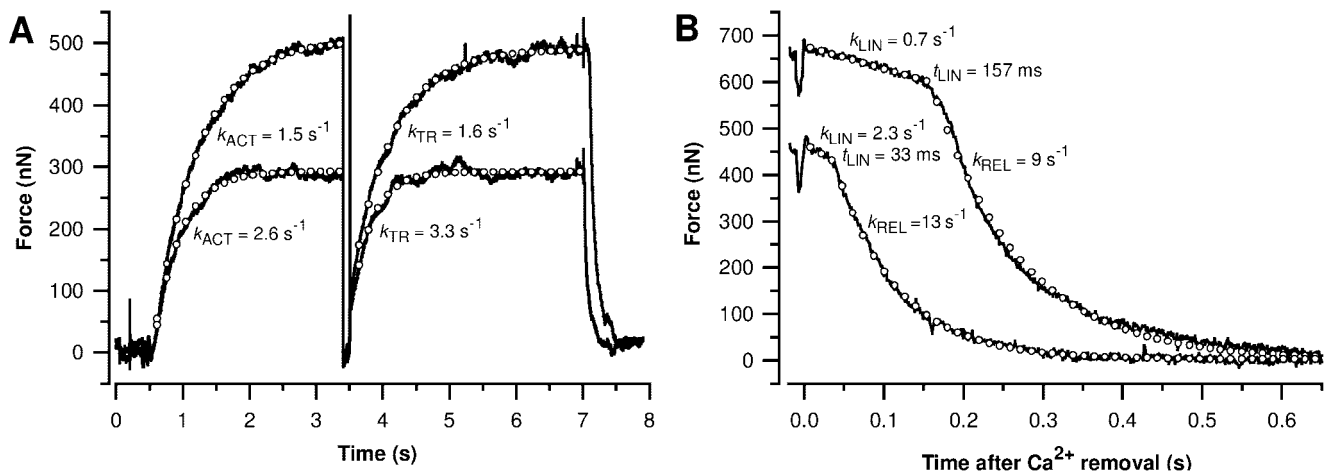 A
500
400
300
200
100
0
Force (nN)
kACT = 1.5 s-1
kTR = 1.6 s-1
kACT = 2.6 s-1
kTR = 3.3 s-1
0 1 2 3 4 5 6 7 8
Time (s)
B
700
600
500
400
300
200
100
0
Force (nN)
kLIN = 0.7 s-1
tLIN = 157 ms
kLIN = 2.3 s-1
tLIN = 33 ms
kREL = 9 s-1
kREL = 13 s-1
0.0 0.1 0.2 0.3 0.4 0.5 0.6
Time after Ca2+ removal (s)